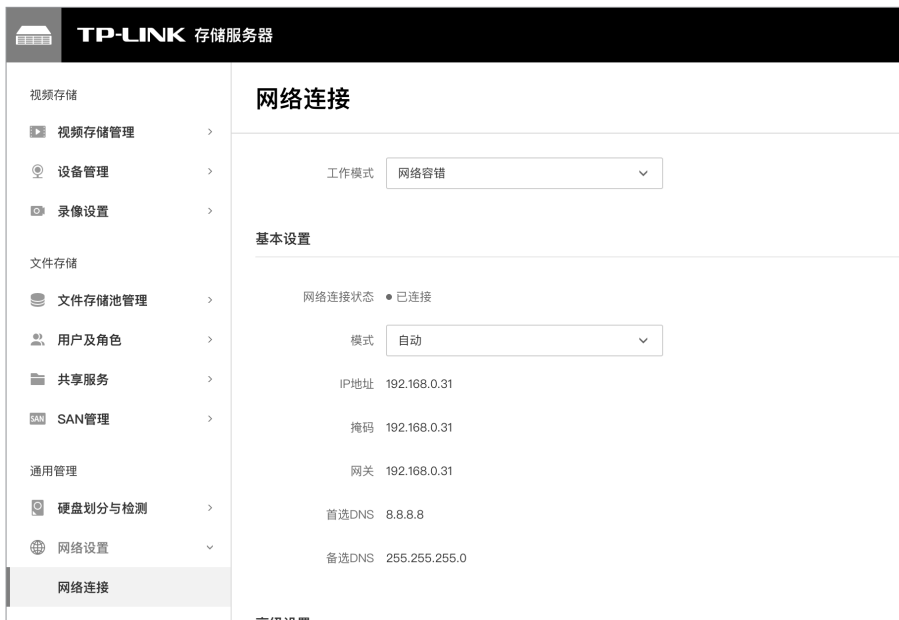 TP-LINK 存储服务器
视频存储
视频存储管理
设备管理
录像设置
文件存储
文件存储池管理
用户及角色
共享服务
SAN SAN管理
通用管理
硬盘划分与检测
网络设置
网络连接
网络连接
工作模式 网络容错
基本设置
网络连接状态 已连接
模式 自动
IP地址 192.168.0.31
掩码 192.168.0.31
网关 192.168.0.31
首选DNS 8.8.8.8
备选DNS 255.255.255.0
高级设置